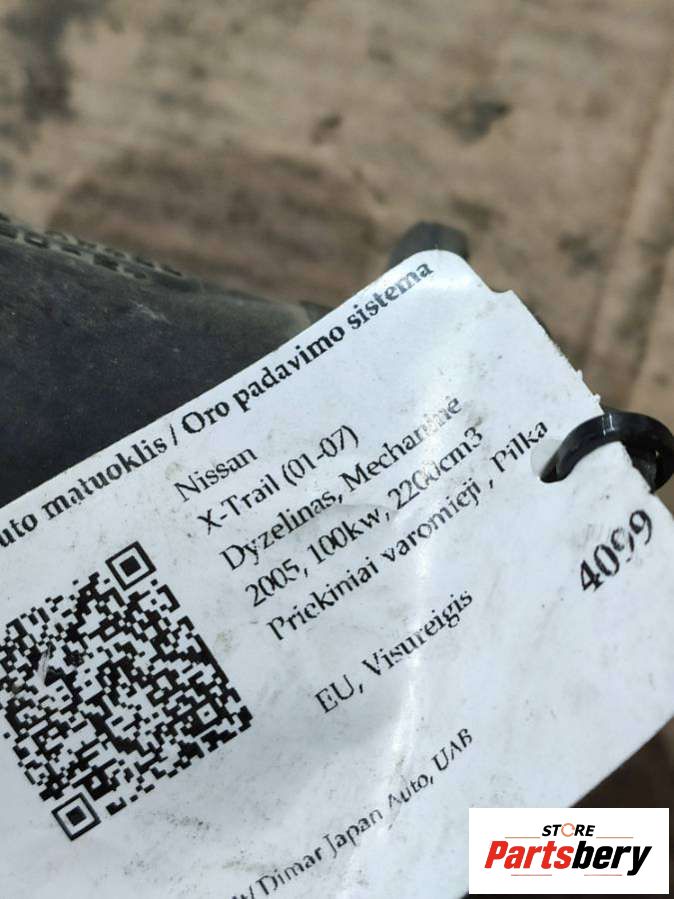 uto matuoklis / Oro padavimo sistema
Nissan
X-Trail (01-07)
Dyzelinas, Mechaninė
2005, 100kw, 2200cm3
Priekiniai varomieji , Pilka
4099
EU, Visureigis
Dimar Japan Auto, UAB
STORE
Partsbery